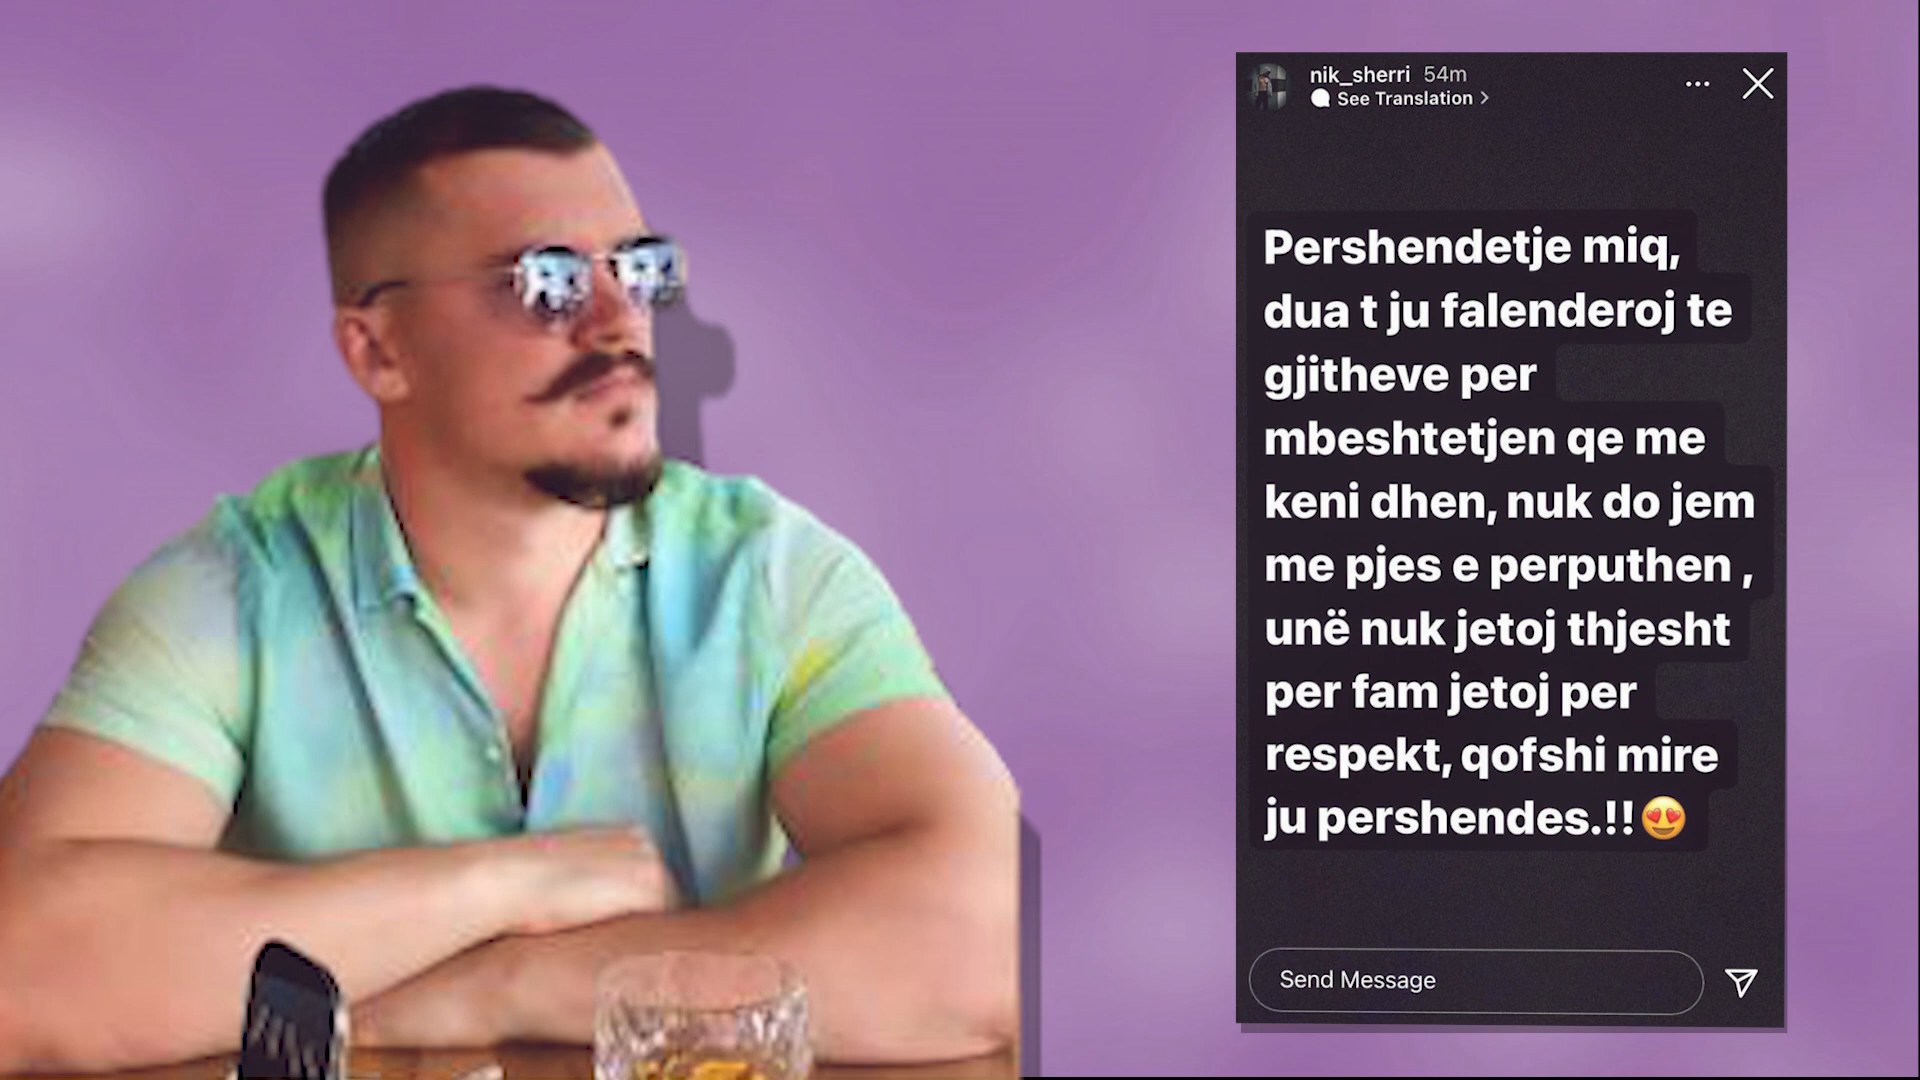 nik_sherri 54m
See Translation >
Pershendetje miq,
dua t ju falenderoj te
gjitheve per
mbeshtetjen qe me
keni dhen, nuk do jem
me pjes e perputhen ,
unë nuk jetoj thjesht
per fam jetoj per
respekt, qofshi mire
ju pershendes.!!😍
Send Message